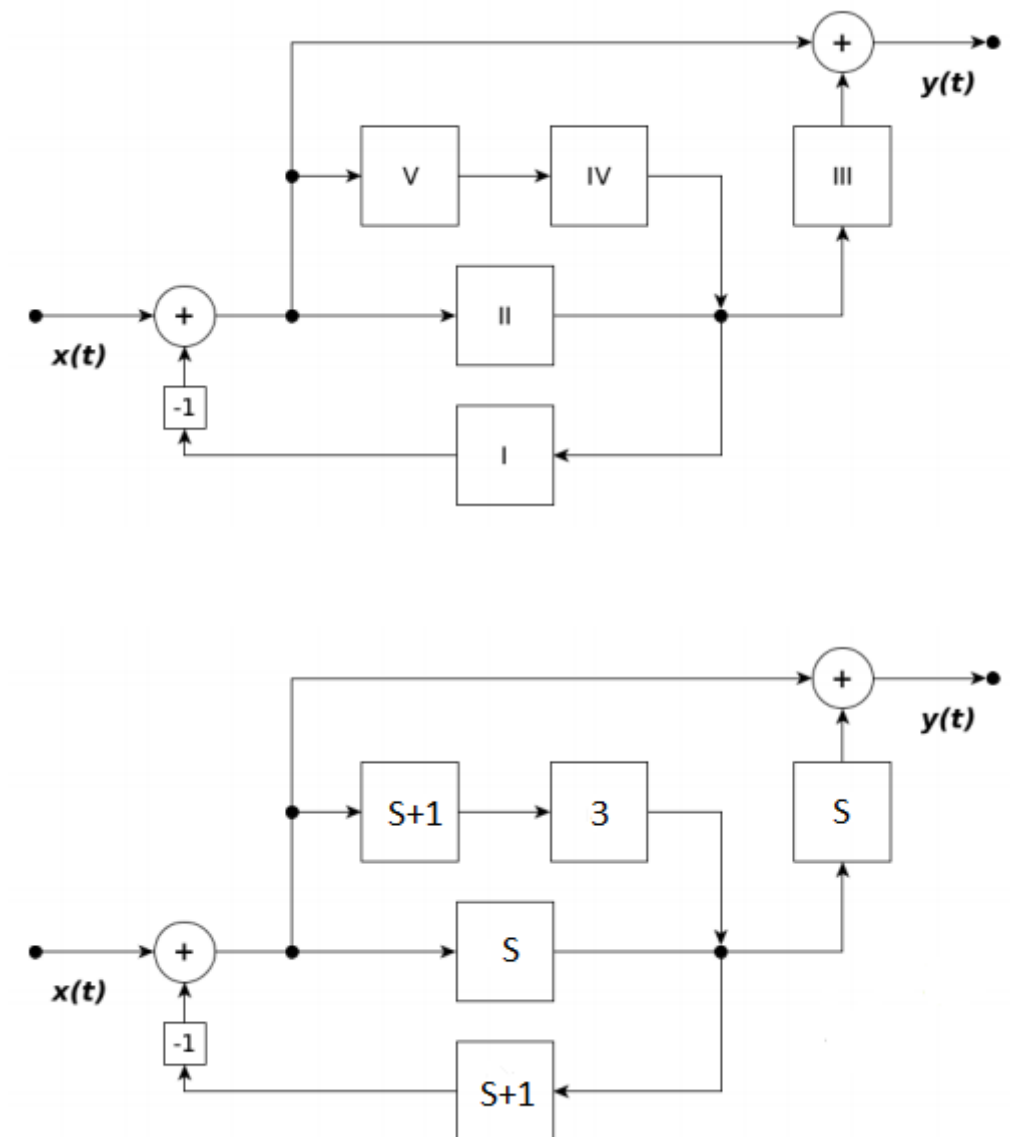 +
y(t)
V
IV
III
+
II
x(t)
-1
I
+
y(t)
S+1
3
S
+
S
x(t)
-1
S+1